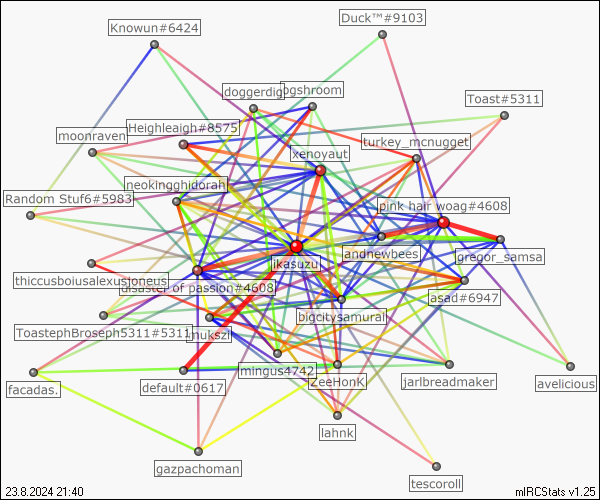 Duck™#9103
Knowun#6424
doggerdig
ogshroom
Toast#5311
Heighleigh#8575
moonraven
turkey_mcnugget
xenoyaut
neokingghidorah
Random Stuf6#5983
pink hair woag#4608
andnewbees
gregor_samsa
ikasuzu
thiccusboiusalexusjoneus
disaster of passion#4608
asad#6947
bigcitysamurai
ToastephBroseph5311#5311
mukszi
mingus4742
ZeeHonK
jarlbreadmaker
avelicious
facadas.
default#0617
lahnk
gazpachoman
tescoroll
23.8.2024 21:40
mIRCStats v1.25